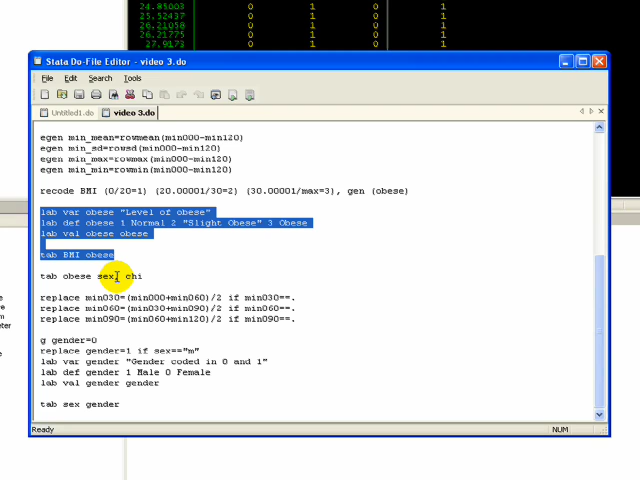 24.85003 0 1 0 1
25.52437 0 1 0 1
26.21058 0 1 0 1
26.21775 0 1 0 1
27.9173 0 1 0 1
Stata Do-File Editor - video 3.do
File Edit Search Tools
Untitled1.do video 3.do
egen min_mean=rowmean(min000-min120)
egen min_sd=rowsd(min000-min120)
egen min_max=rowmax(min000-min120)
egen min_min=rowmin(min000-min120)
recode BMI (0/20=1) (20.00001/30=2) (30.00001/max=3), gen (obese)
lab var obese "Level of obese"
lab def obese 1 Normal 2 "Slight Obese" 3 Obese
lab val obese obese
tab BMI obese
tab obese sex, chi
replace min030=(min000+min060)/2 if min030==.
replace min060=(min030+min090)/2 if min060==.
replace min090=(min060+min120)/2 if min090==.
g gender=0
replace gender=1 if sex=="m"
lab var gender "Gender coded in 0 and 1"
lab def gender 1 Male 0 Female
lab val gender gender
tab sex gender
Ready NUM